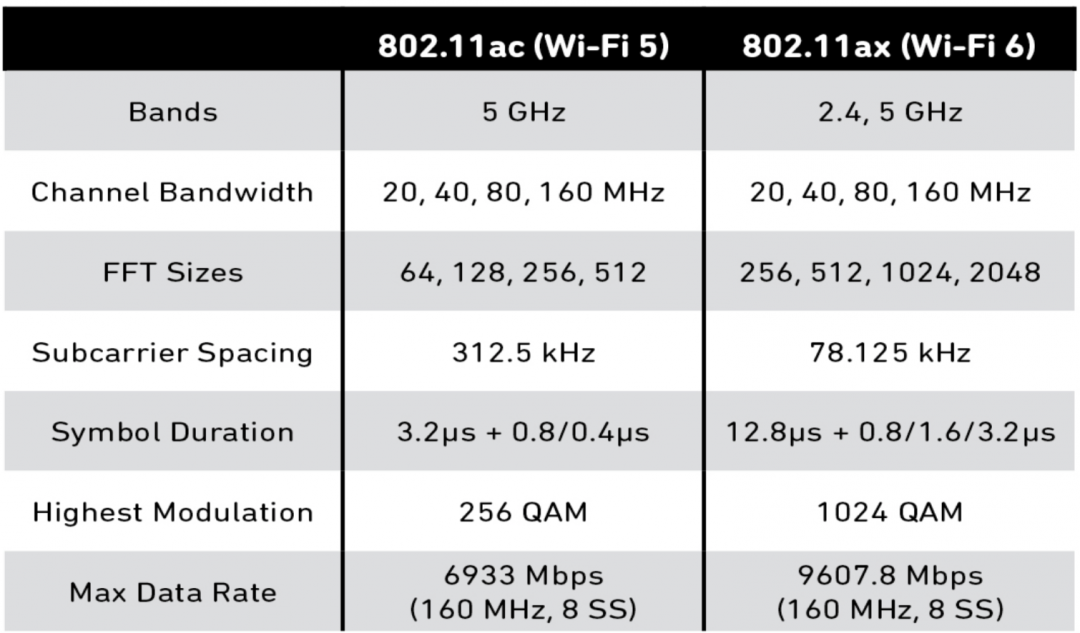 802.11ac (Wi-Fi 5) 802.11ax (Wi-Fi 6)
Bands 5 GHz 2.4, 5 GHz
Channel Bandwidth 20, 40, 80, 160 MHz 20, 40, 80, 160 MHz
FFT Sizes 64, 128, 256, 512 256, 512, 1024, 2048
Subcarrier Spacing 312.5 kHz 78.125 kHz
Symbol Duration 3.2µs + 0.8/0.4µs 12.8µs + 0.8/1.6/3.2µs
Highest Modulation 256 QAM 1024 QAM
Max Data Rate 6933 Mbps 9607.8 Mbps
(160 MHz, 8 SS) (160 MHz, 8 SS)